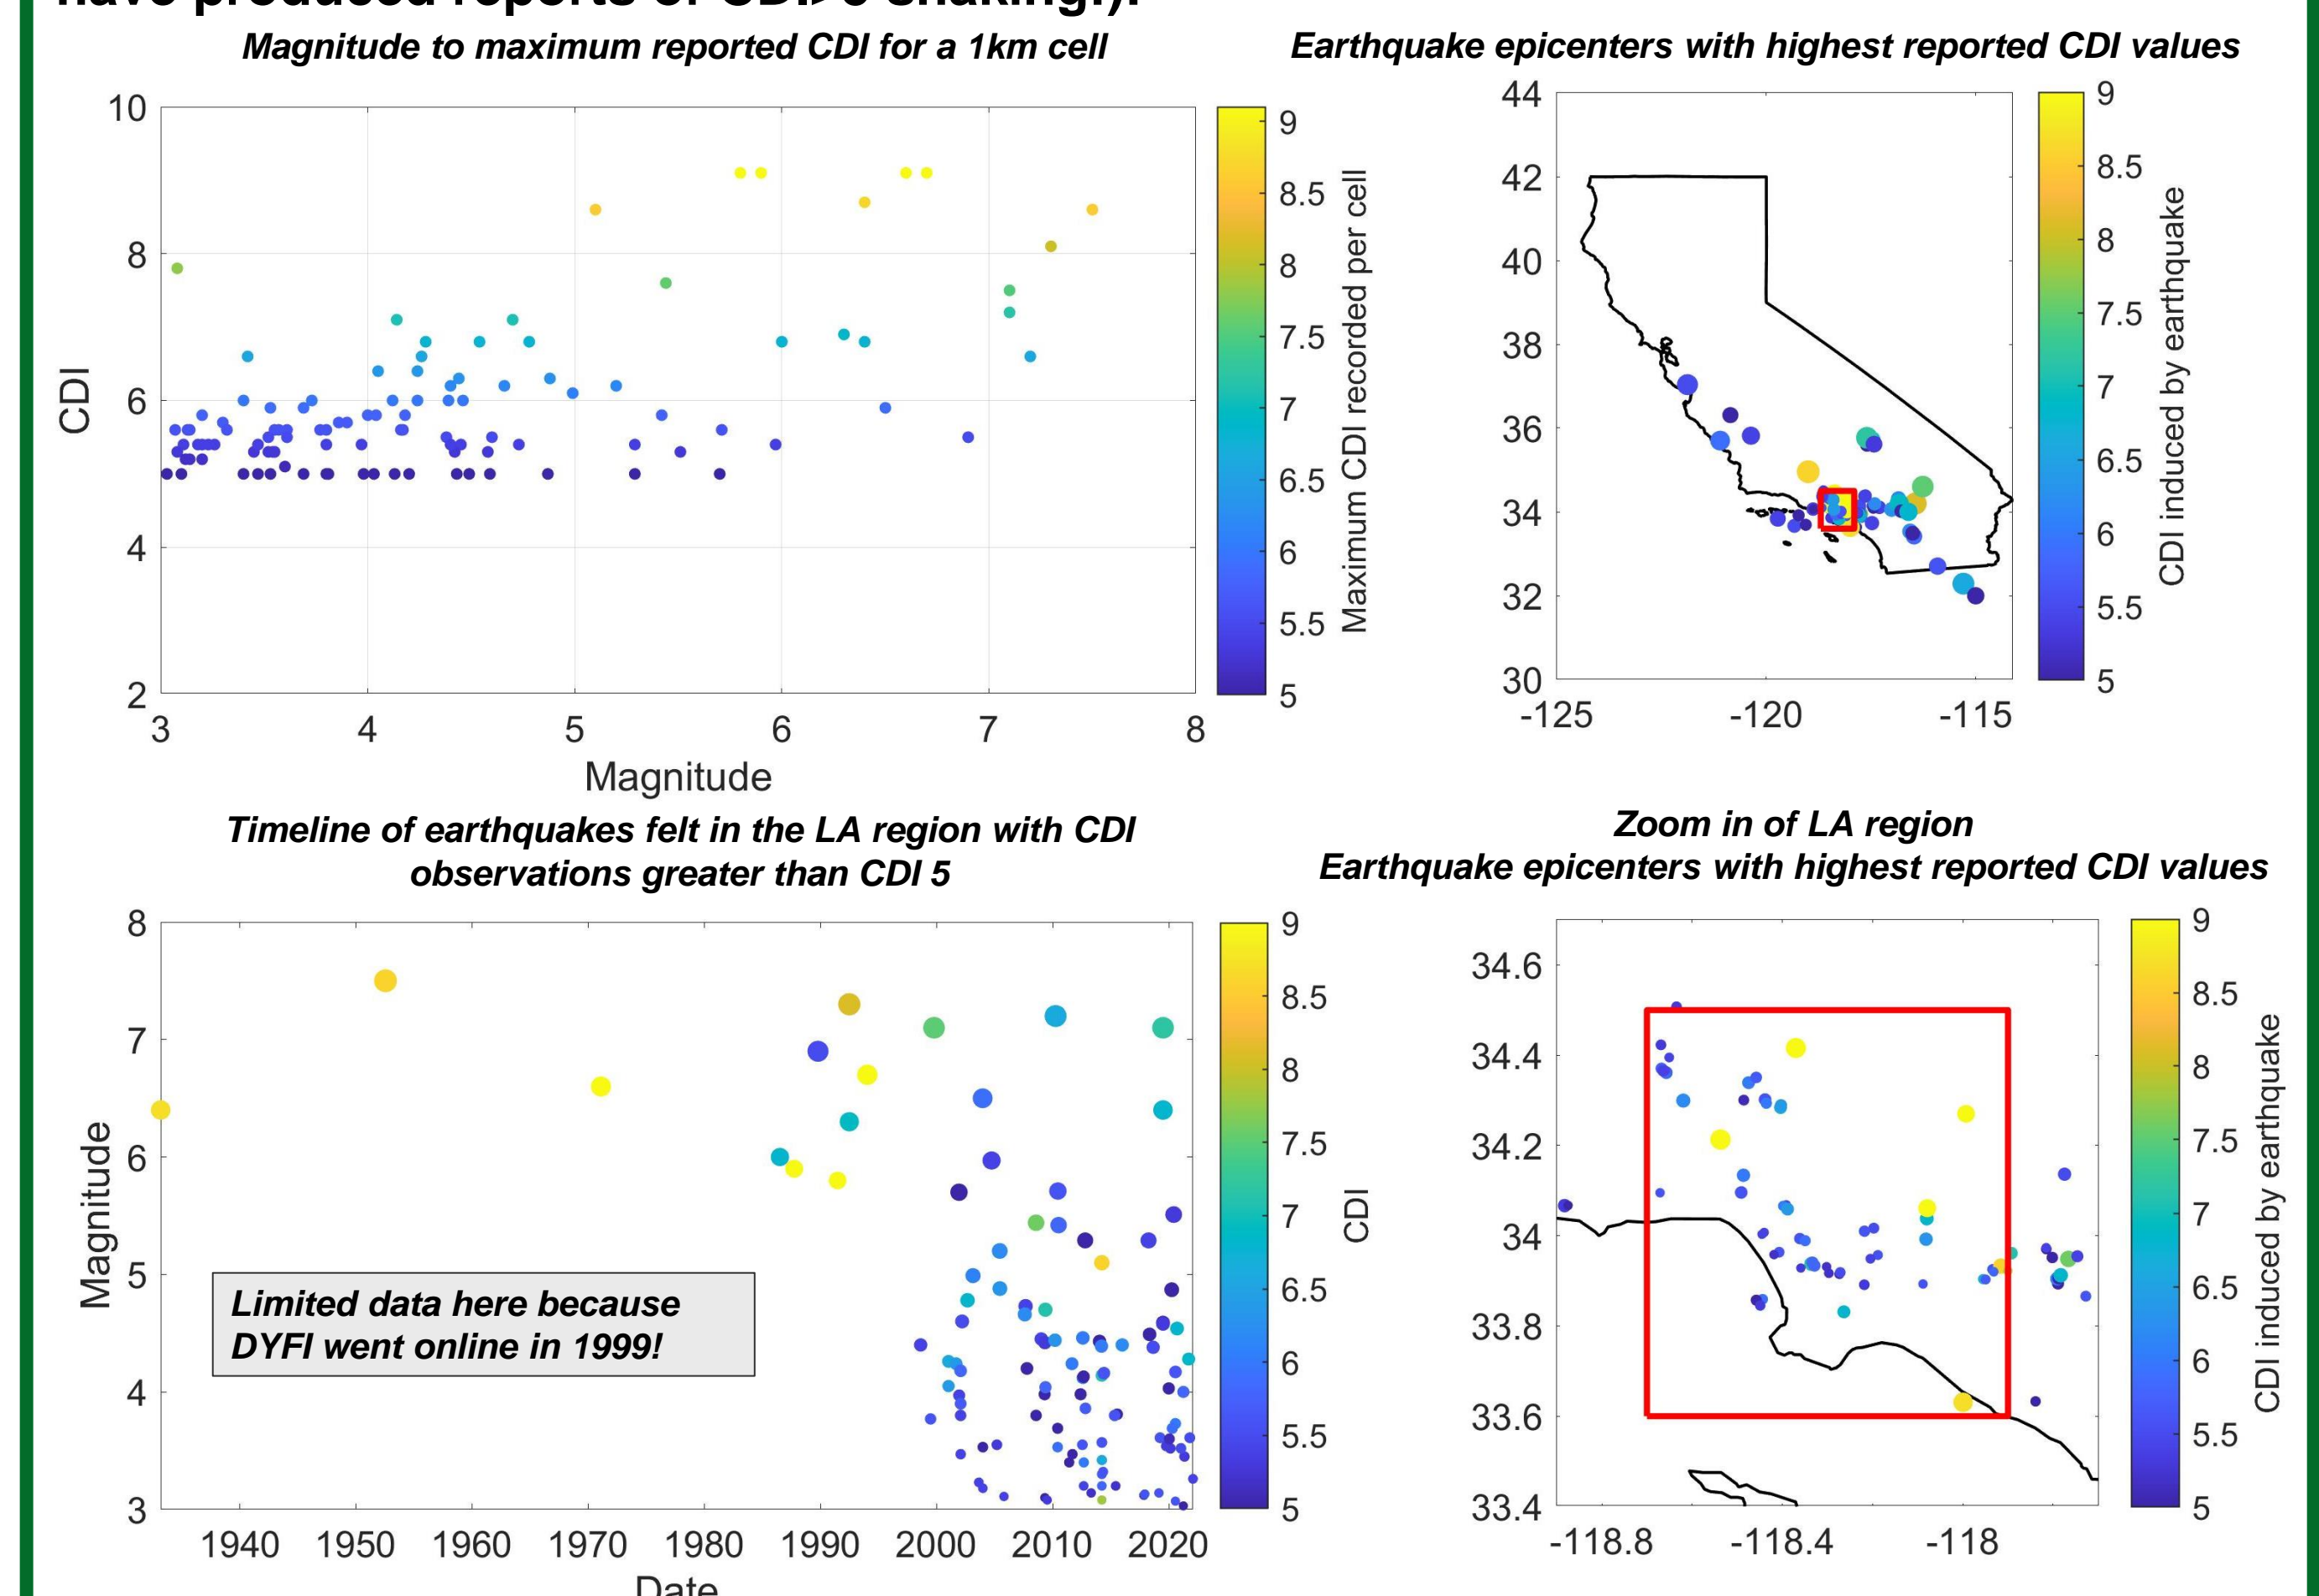 have produced reports of CDI>5 shaking!).
Magnitude to maximum reported CDI for a 1km cell
10
8
6
4
2
CDI
3 4 5 6 7 8
Magnitude
9
8.5
8
7.5
7
6.5
6
5.5
5
Maximum CDI recorded per cell
Earthquake epicenters with highest reported CDI values
44
42
40
38
36
34
32
30
-125 -120 -115
9
8.5
8
7.5
7
6.5
6
5.5
5
CDI induced by earthquake
Timeline of earthquakes felt in the LA region with CDI
observations greater than CDI 5
8
7
6
5
4
3
Magnitude
Limited data here because
DYFI went online in 1999!
1940 1950 1960 1970 1980 1990 2000 2010 2020
Date
9
8.5
8
7.5
7
6.5
6
5.5
5
CDI
Zoom in of LA region
Earthquake epicenters with highest reported CDI values
34.6
34.4
34.2
34
33.8
33.6
33.4
-118.8 -118.4 -118
9
8.5
8
7.5
7
6.5
6
5.5
5
CDI induced by earthquake